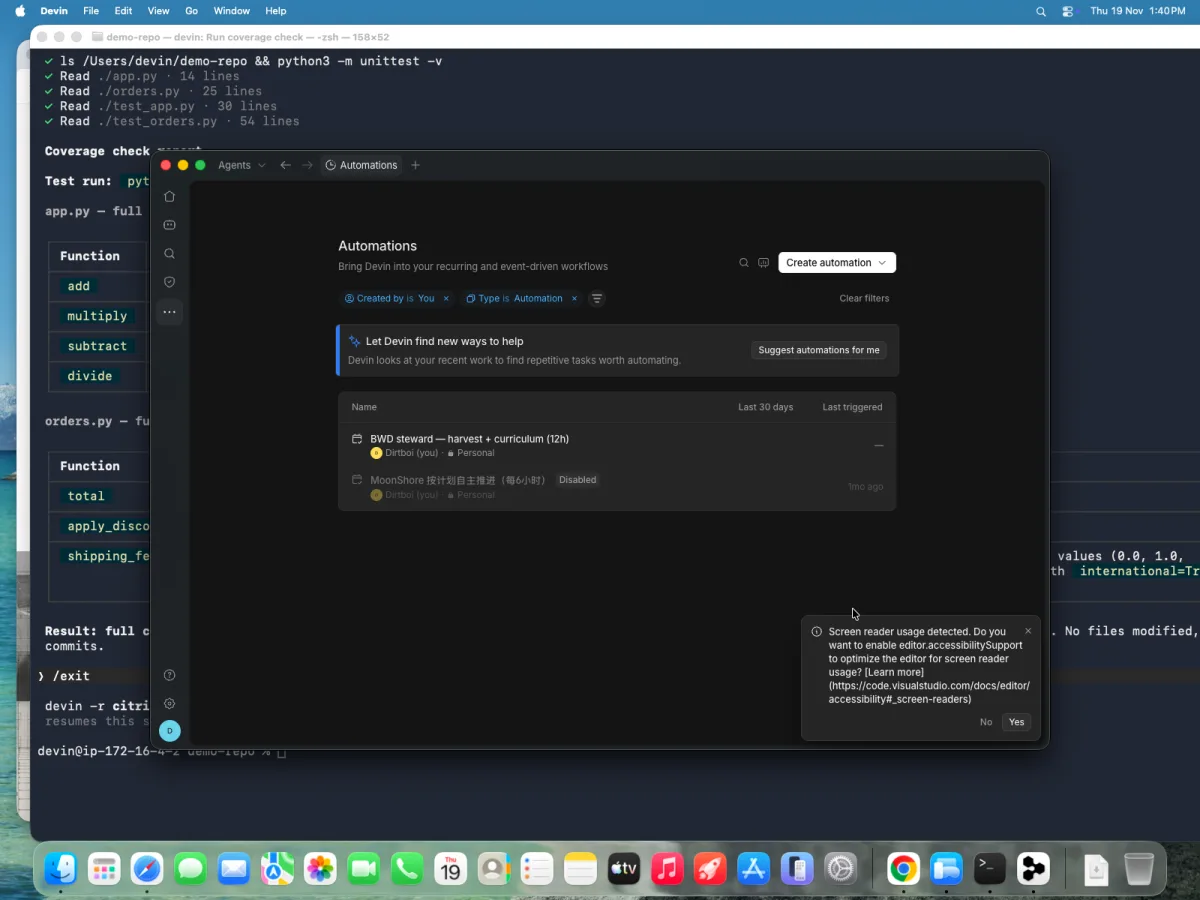 Devin File Edit View Go Window Help Thu 19 Nov 1:40PM
demo-repo — devin: Run coverage check — -zsh — 158×52
✓ ls /Users/devin/demo-repo && python3 -m unittest -v
✓ Read ./app.py · 14 lines
✓ Read ./orders.py · 25 lines
✓ Read ./test_app.py · 30 lines
✓ Read ./test_orders.py · 54 lines
Coverage check
Test run: pyt
app.py — full
Function
add
multiply
subtract
divide
orders.py — fu
Function
total
apply_disco
shipping_fe
values (0.0, 1.0,
th international=Tr
Result: full c
. No files modified,
commits.
❯ /exit
devin -r citri
resumes this s
devin@ip-172-16-4-2 demo-repo %
Agents Automations
Automations
Bring Devin into your recurring and event-driven workflows
Create automation
Created by is You × Type is Automation ×
Clear filters
Let Devin find new ways to help
Devin looks at your recent work to find repetitive tasks worth automating.
Suggest automations for me
Name Last 30 days Last triggered
BWD steward — harvest + curriculum (12h)
Dirtboi (you) · Personal
—
MoonShore 按计划自主推进（每6小时） Disabled
Dirtboi (you) · Personal
1mo ago
Screen reader usage detected. Do you
want to enable editor.accessibilitySupport
to optimize the editor for screen reader
usage? [Learn more]
(https://code.visualstudio.com/docs/editor/
accessibility#_screen-readers)
No Yes
D
Thu
19
tv